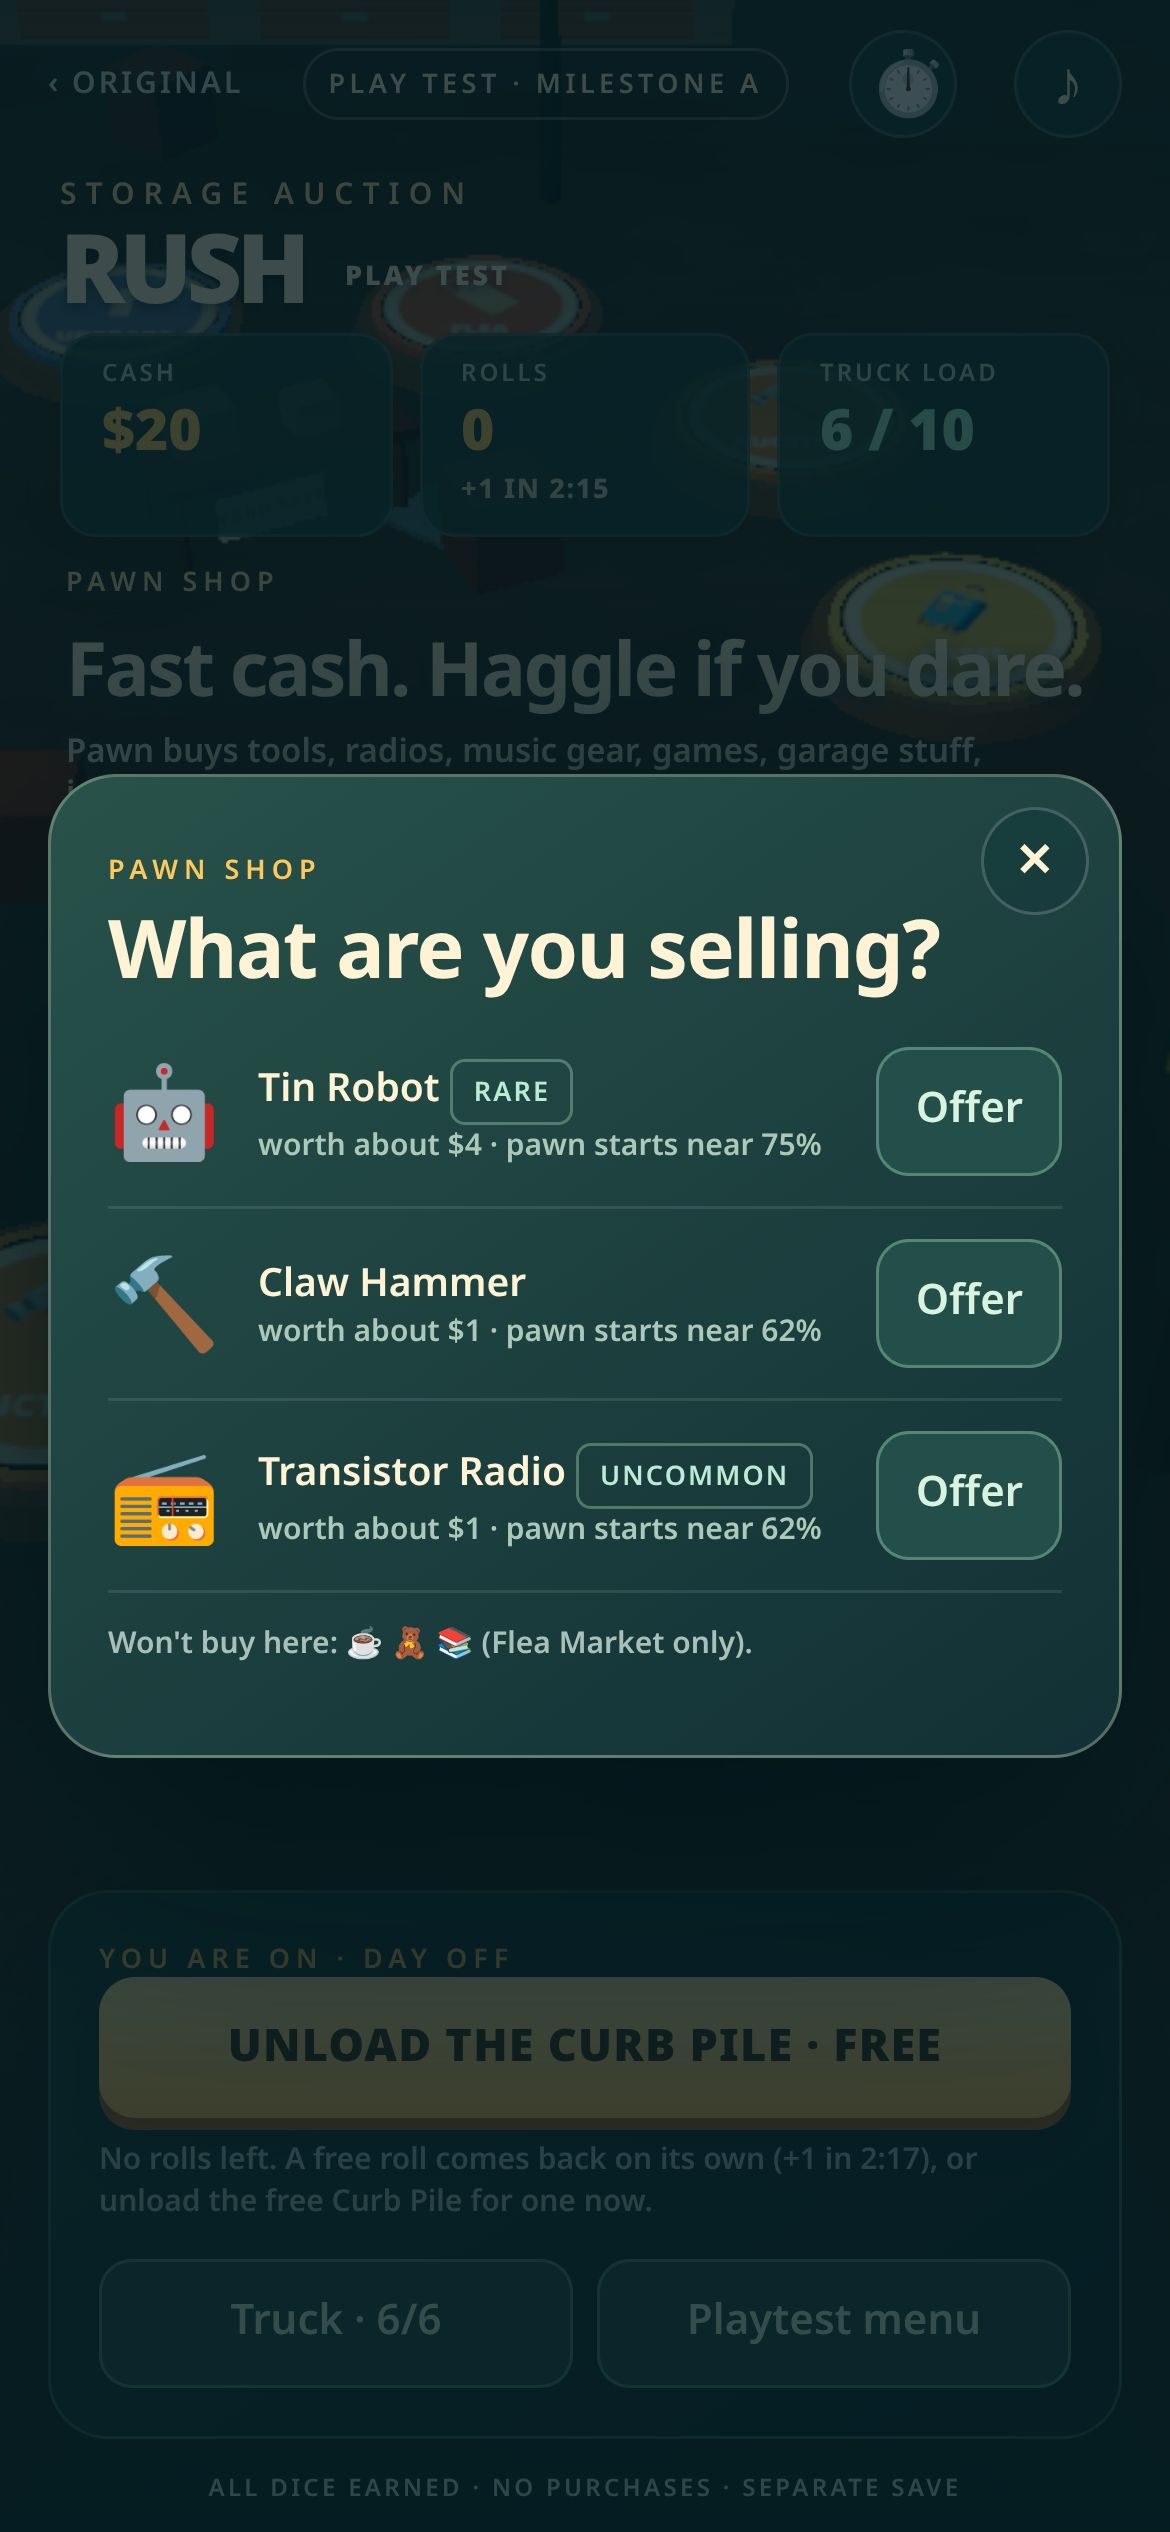 ‹ ORIGINAL
PLAY TEST · MILESTONE A
STORAGE AUCTION
RUSH PLAY TEST
CASH
$20
ROLLS
0
+1 IN 2:15
TRUCK LOAD
6 / 10
PAWN SHOP
Fast cash. Haggle if you dare.
Pawn buys tools, radios, music gear, games, garage stuff,
PAWN SHOP
What are you selling?
Tin Robot RARE
worth about $4 · pawn starts near 75%
Offer
Claw Hammer
worth about $1 · pawn starts near 62%
Offer
Transistor Radio UNCOMMON
worth about $1 · pawn starts near 62%
Offer
Won't buy here: ☕ 🧸 📚 (Flea Market only).
YOU ARE ON · DAY OFF
UNLOAD THE CURB PILE · FREE
No rolls left. A free roll comes back on its own (+1 in 2:17), or
unload the free Curb Pile for one now.
Truck · 6/6
Playtest menu
ALL DICE EARNED · NO PURCHASES · SEPARATE SAVE